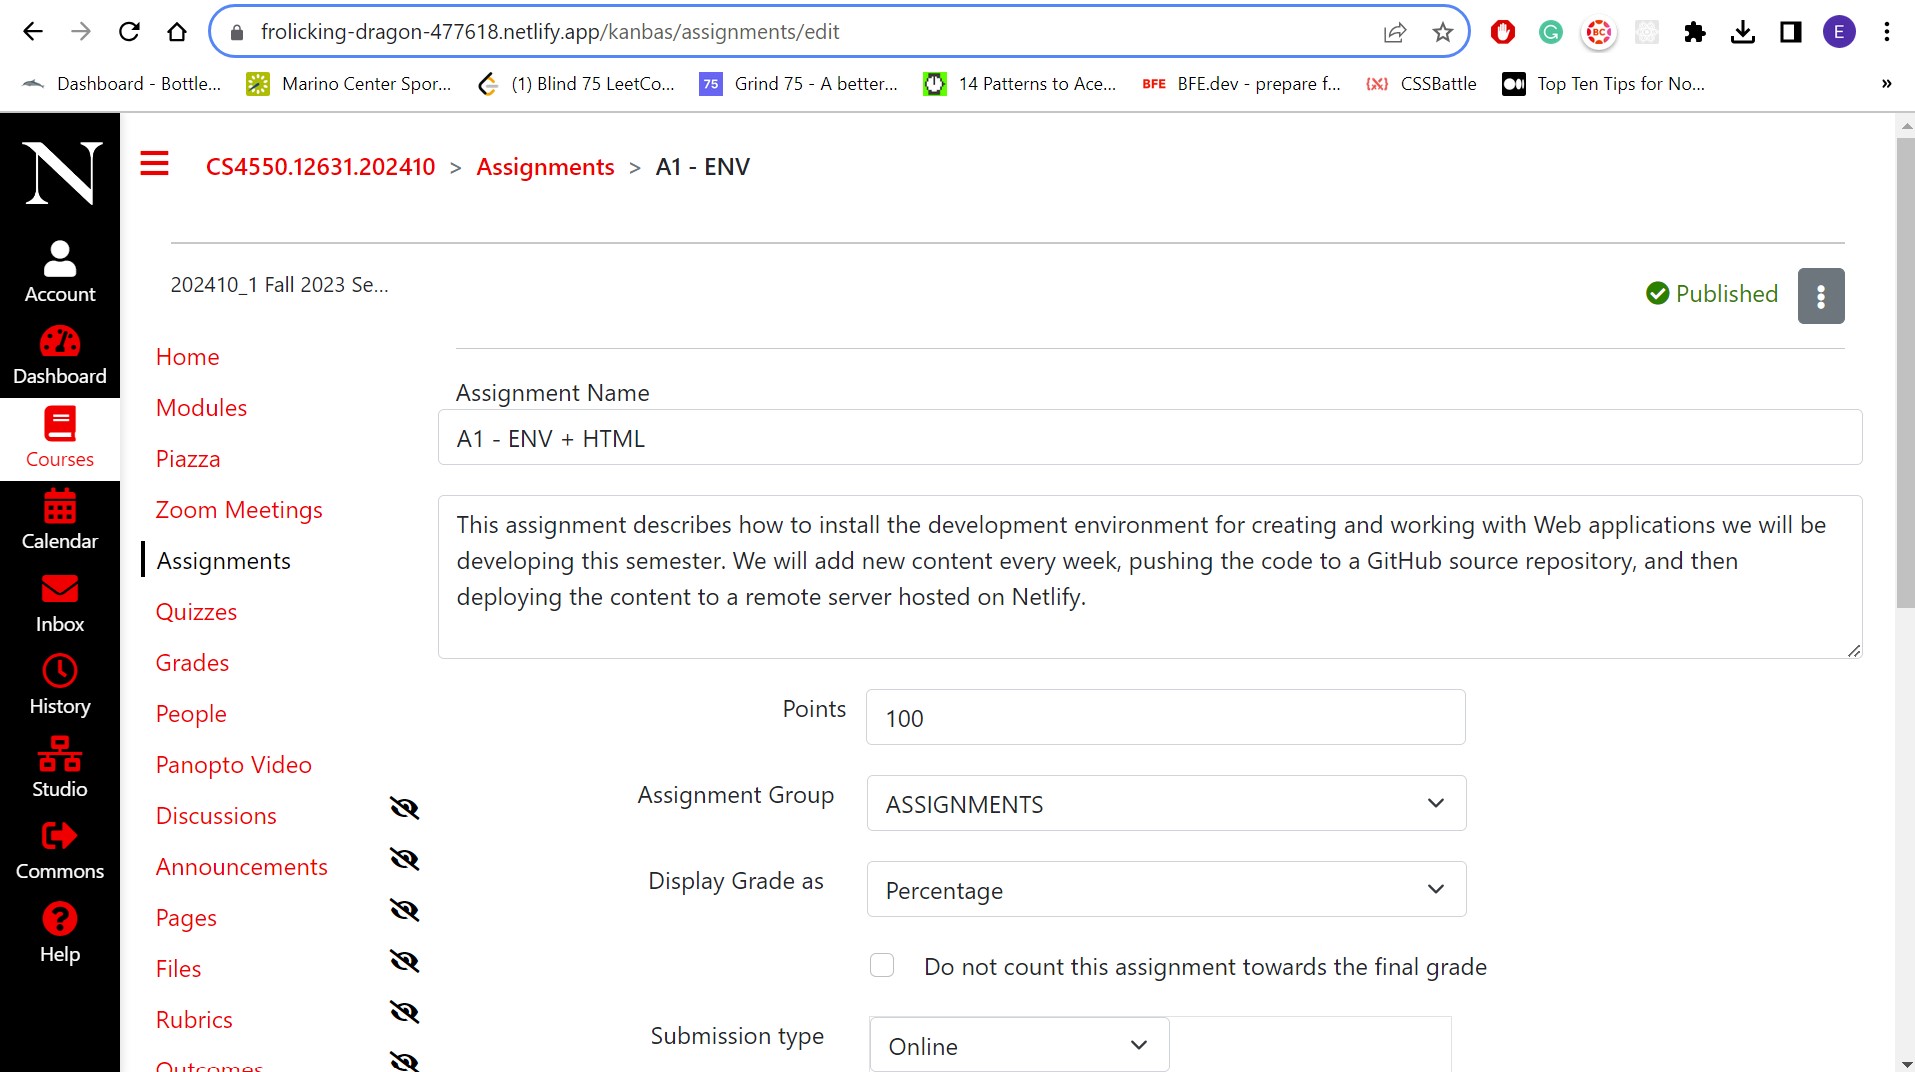 frolicking-dragon-477618.netlify.app/kanbas/assignments/edit
G
BC
E
Dashboard - Bottle...
Marino Center Spor...
(1) Blind 75 LeetCo...
75
Grind 75 - A better...
14 Patterns to Ace...
BFE
BFE.dev - prepare f...
CSSBattle
Top Ten Tips for No...
»
N
CS4550.12631.202410 > Assignments > A1 - ENV
202410_1 Fall 2023 Se...
Published
Account
Dashboard
Courses
Calendar
Inbox
History
Studio
Commons
Help
Home
Modules
Piazza
Zoom Meetings
Assignments
Quizzes
Grades
People
Panopto Video
Discussions
Announcements
Pages
Files
Rubrics
Outcomes
Assignment Name
A1 - ENV + HTML
This assignment describes how to install the development environment for creating and working with Web applications we will be
developing this semester. We will add new content every week, pushing the code to a GitHub source repository, and then
deploying the content to a remote server hosted on Netlify.
Points
100
Assignment Group
ASSIGNMENTS
Display Grade as
Percentage
Do not count this assignment towards the final grade
Submission type
Online